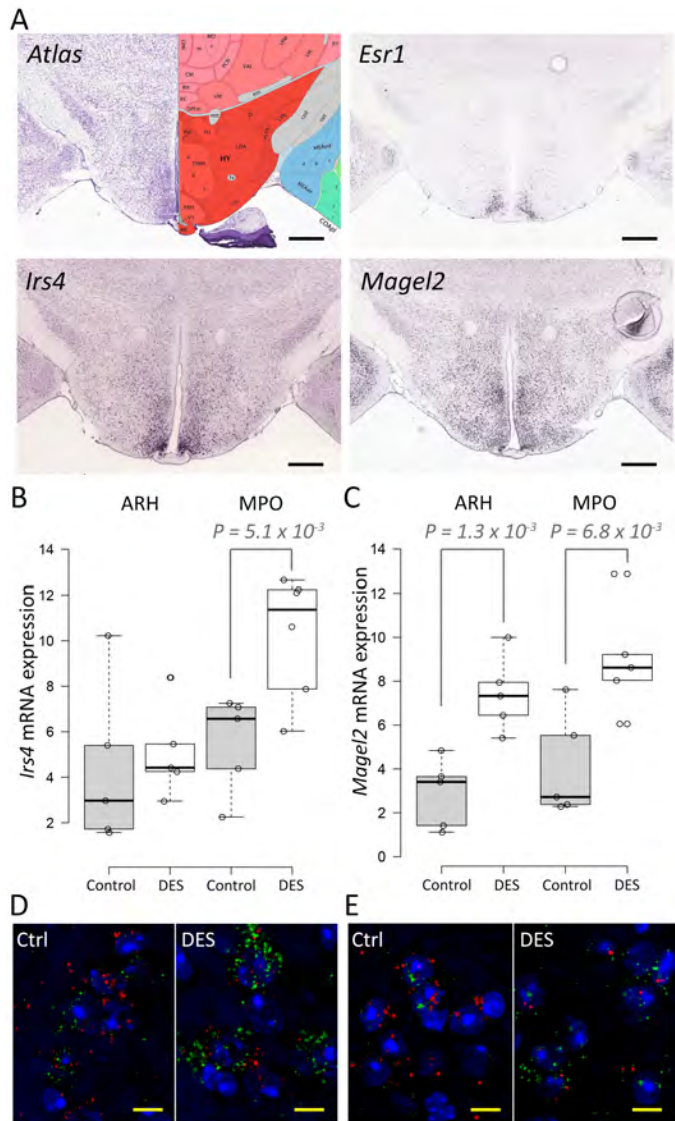 A
Atlas
Esr1
HY
Irs4
Magel2
B
ARH MPO
P = 5.1 x 10-3
Irs4 mRNA expression
14
12
10
8
6
4
2
Control DES Control DES
C
ARH MPO
P = 1.3 x 10-3 P = 6.8 x 10-3
Magel2 mRNA expression
14
12
10
8
6
4
2
0
Control DES Control DES
D
Ctrl DES
E
Ctrl DES